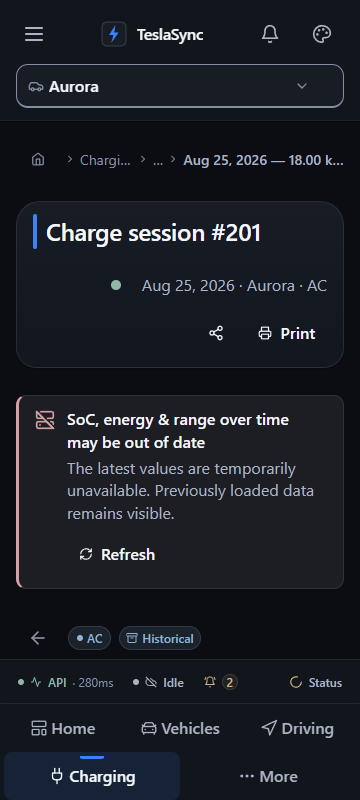 TeslaSync
Aurora
Chargi... ... Aug 25, 2026 — 18.00 k...
Charge session #201
Aug 25, 2026 · Aurora · AC
Print
SoC, energy & range over time
may be out of date
The latest values are temporarily
unavailable. Previously loaded data
remains visible.
Refresh
AC Historical
API · 280ms Idle 2 Status
Home Vehicles Driving
Charging More